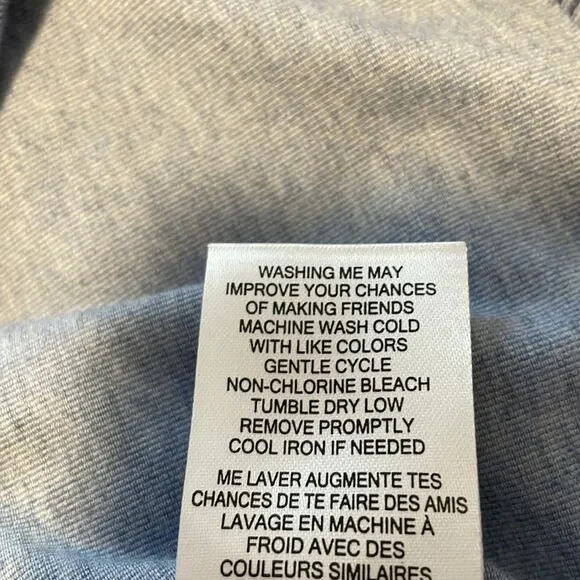 WASHING ME MAY
IMPROVE YOUR CHANCES
OF MAKING FRIENDS
MACHINE WASH COLD
WITH LIKE COLORS
GENTLE CYCLE
NON-CHLORINE BLEACH
TUMBLE DRY LOW
REMOVE PROMPTLY
COOL IRON IF NEEDED
ME LAVER AUGMENTE TES
CHANCES DE TE FAIRE DES AMIS
LAVAGE EN MACHINE À
FROID AVEC DES
COULEURS SIMILAIRES